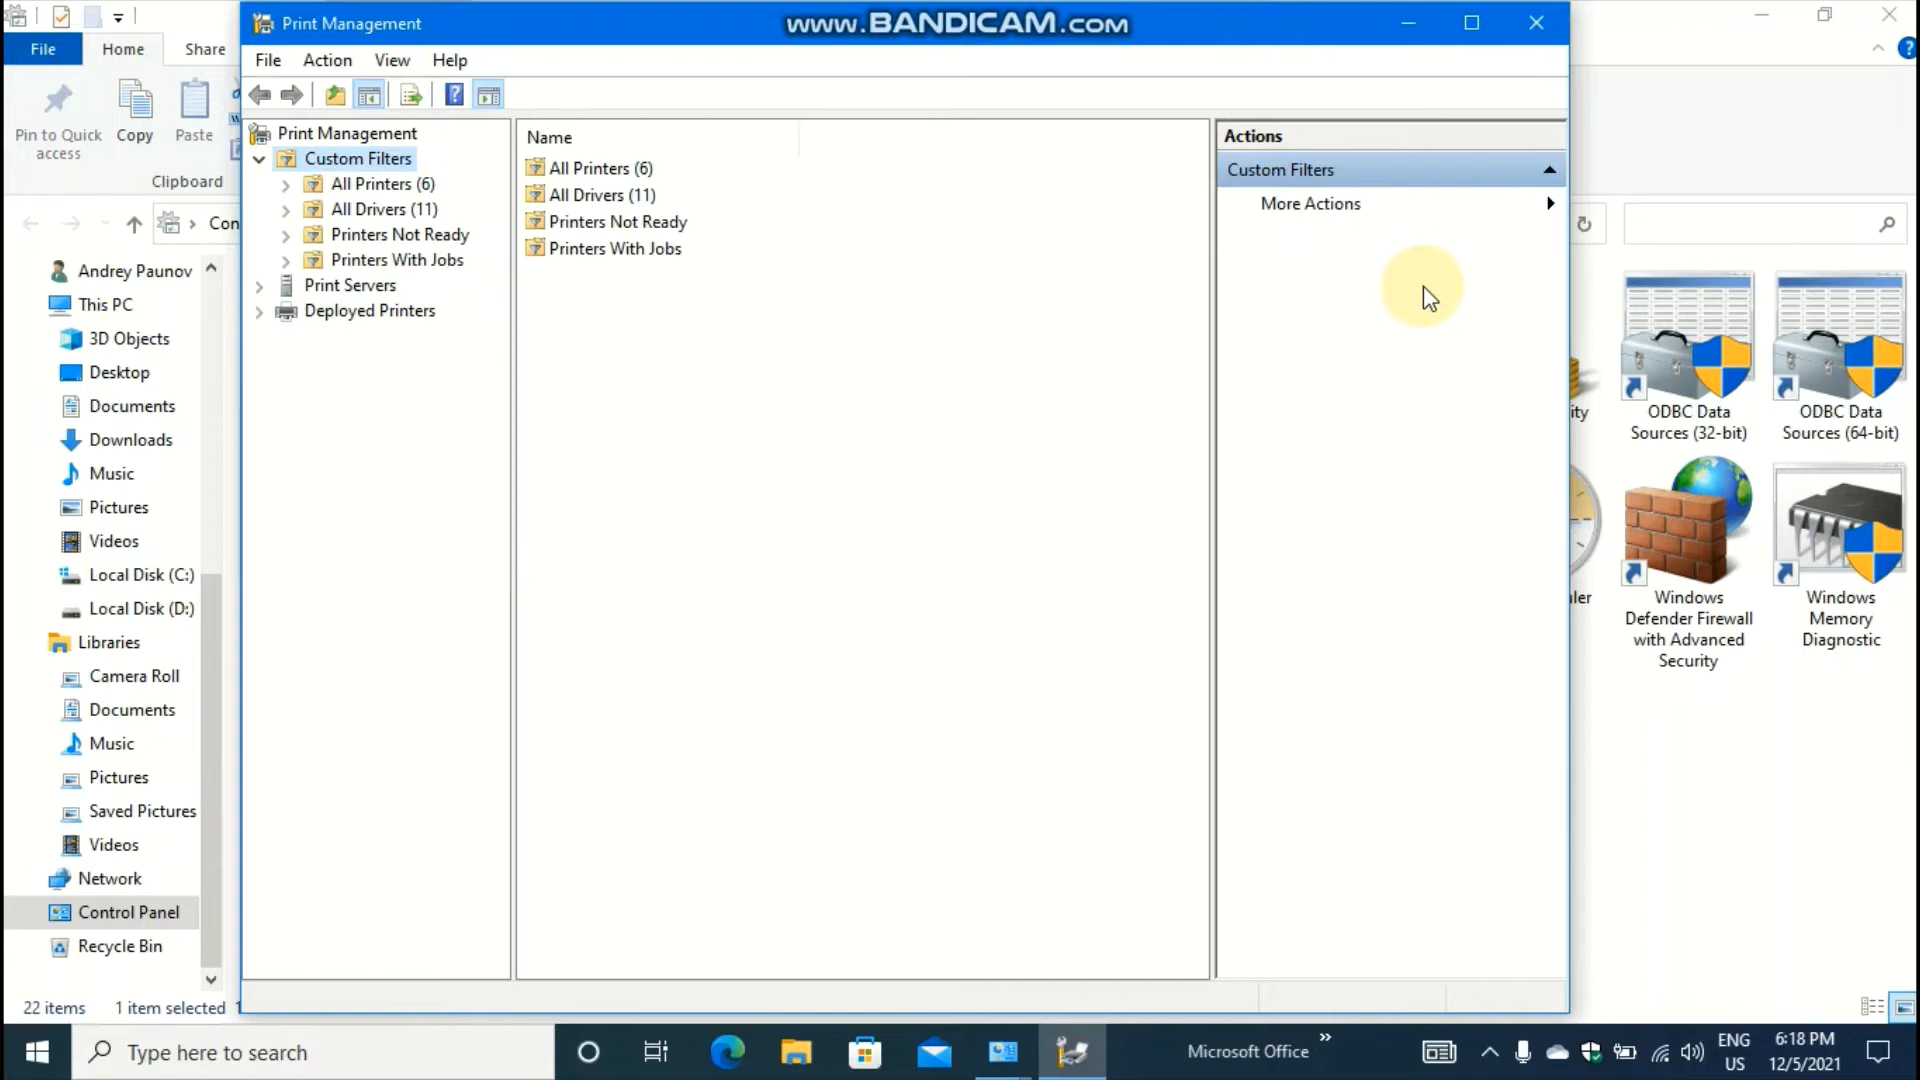 Print Management
www.BANDICAM.com
File
Home
Share
File
Action
View
Help
Pin to Quick
access
Copy
Paste
Clipboard
Con
Andrey Paunov
This PC
3D Objects
Desktop
Documents
Downloads
Music
Pictures
Videos
Local Disk (C:)
Local Disk (D:)
Libraries
Camera Roll
Documents
Music
Pictures
Saved Pictures
Videos
Network
Control Panel
Recycle Bin
22 items
1 item selected
Print Management
Custom Filters
All Printers (6)
All Drivers (11)
Printers Not Ready
Printers With Jobs
Print Servers
Deployed Printers
Name
All Printers (6)
All Drivers (11)
Printers Not Ready
Printers With Jobs
Actions
Custom Filters
More Actions
ity
ODBC Data
Sources (32-bit)
ODBC Data
Sources (64-bit)
Windows
Defender Firewall
with Advanced
Security
Windows
Memory
Diagnostic
Type here to search
Microsoft Office
ENG
US
6:18 PM
12/5/2021